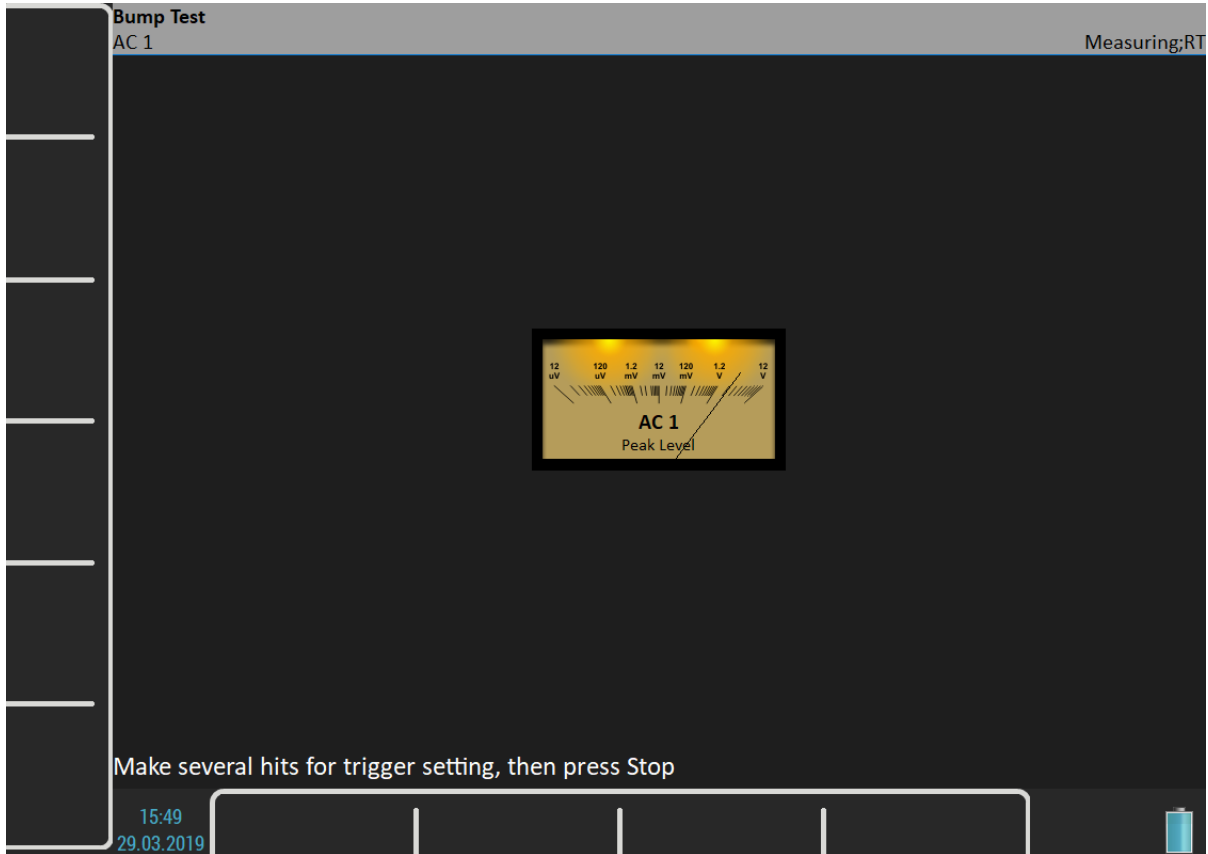 Bump Test
AC 1
Measuring;RT
12 120 1.2 12 120 1.2 12
uV uV mV mV mV V V
AC 1
Peak Level
Make several hits for trigger setting, then press Stop
15:49
29.03.2019